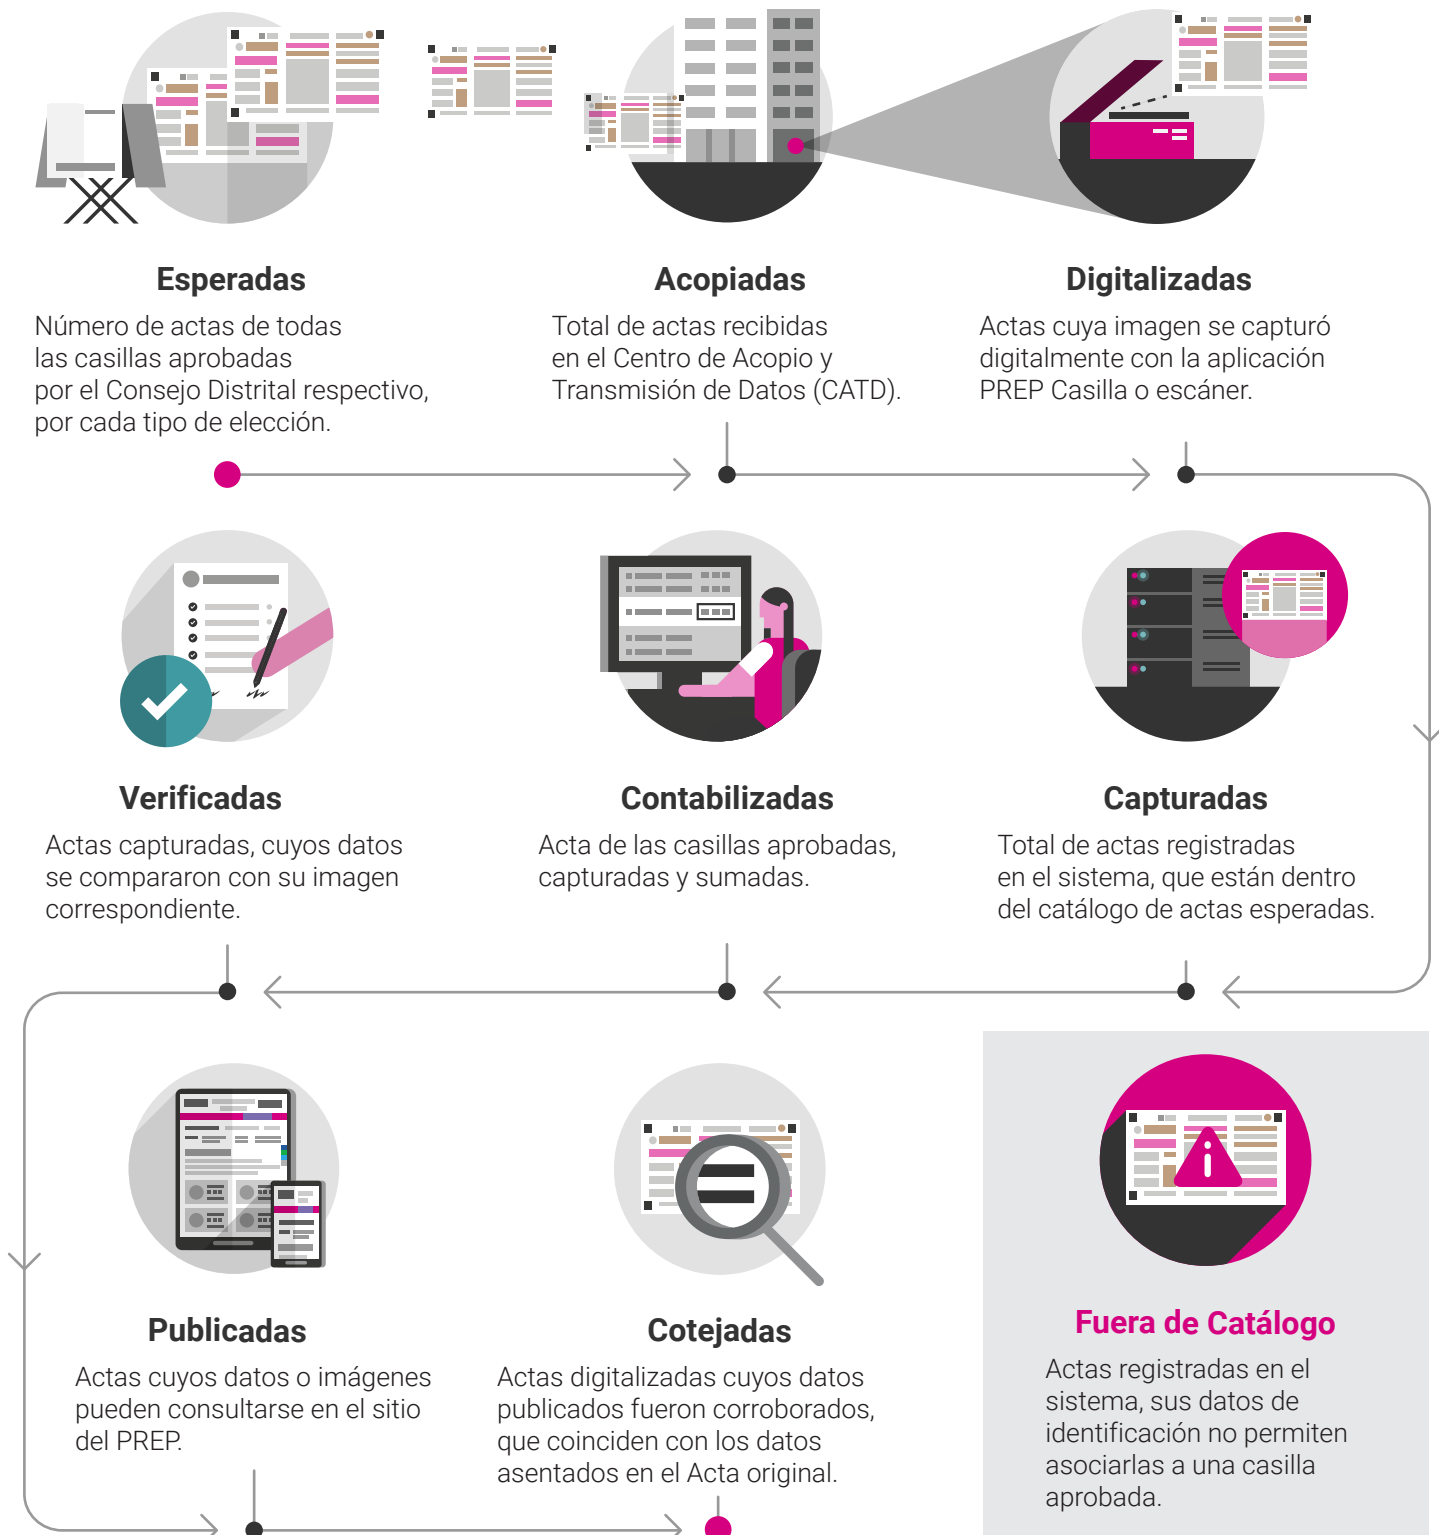 Esperadas
Número de actas de todas
las casillas aprobadas
por el Consejo Distrital respectivo,
por cada tipo de elección.
Acopiadas
Total de actas recibidas
en el Centro de Acopio y
Transmisión de Datos (CATD).
Digitalizadas
Actas cuya imagen se capturó
digitalmente con la aplicación
PREP Casilla o escáner.
Verificadas
Actas capturadas, cuyos datos
se compararon con su imagen
correspondiente.
Contabilizadas
Acta de las casillas aprobadas,
capturadas y sumadas.
Capturadas
Total de actas registradas
en el sistema, que están dentro
del catálogo de actas esperadas.
Publicadas
Actas cuyos datos o imágenes
pueden consultarse en el sitio
del PREP.
Cotejadas
Actas digitalizadas cuyos datos
publicados fueron corroborados,
que coinciden con los datos
asentados en el Acta original.
Fuera de Catálogo
Actas registradas en el
sistema, sus datos de
identificación no permiten
asociarlas a una casilla
aprobada.